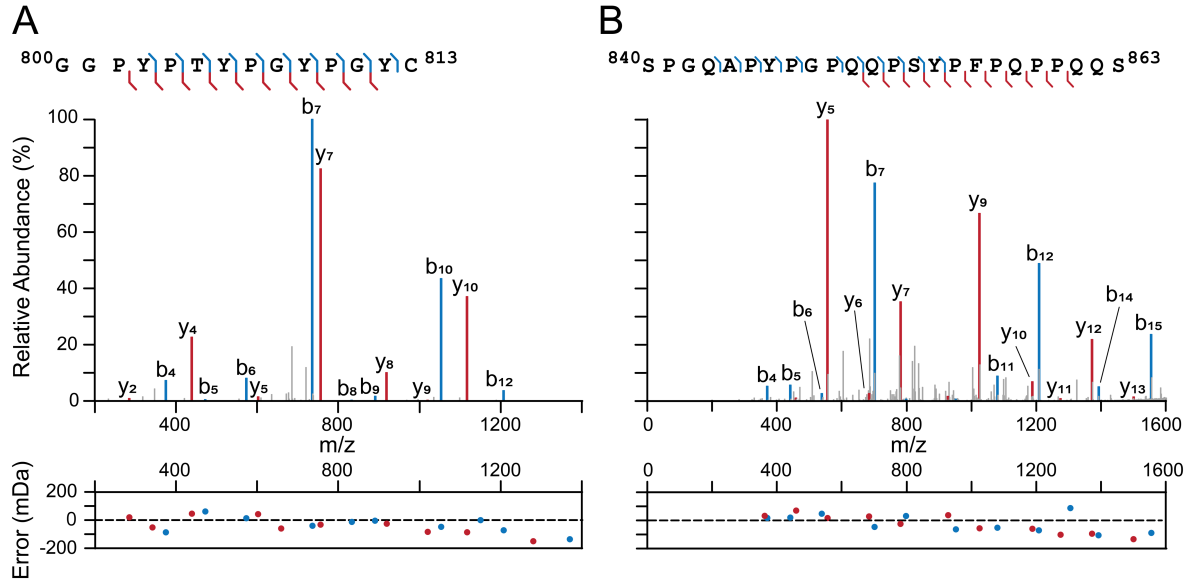 A
800 G G P Y P T Y P G Y P G Y C 813
Relative Abundance (%)
100
80
60
40
20
0
b₇
y₇
b₁₀
y₁₀
y₄
b₄
b₆
y₈
y₂
b₅
y₅
b₈
b₉
y₉
b₁₂
400 800 1200
m/z
400 800 1200
Error (mDa)
200
0
-200
B
840 S P G Q A P Y P G P Q Q P S Y P F P Q P P Q Q S 863
y₅
b₇
y₉
b₁₂
y₇
b₆
y₆
b₁₄
y₁₀
y₁₂
b₁₅
b₄
b₅
b₁₁
y₁₁
y₁₃
0 400 800 1200 1600
m/z
0 400 800 1200 1600